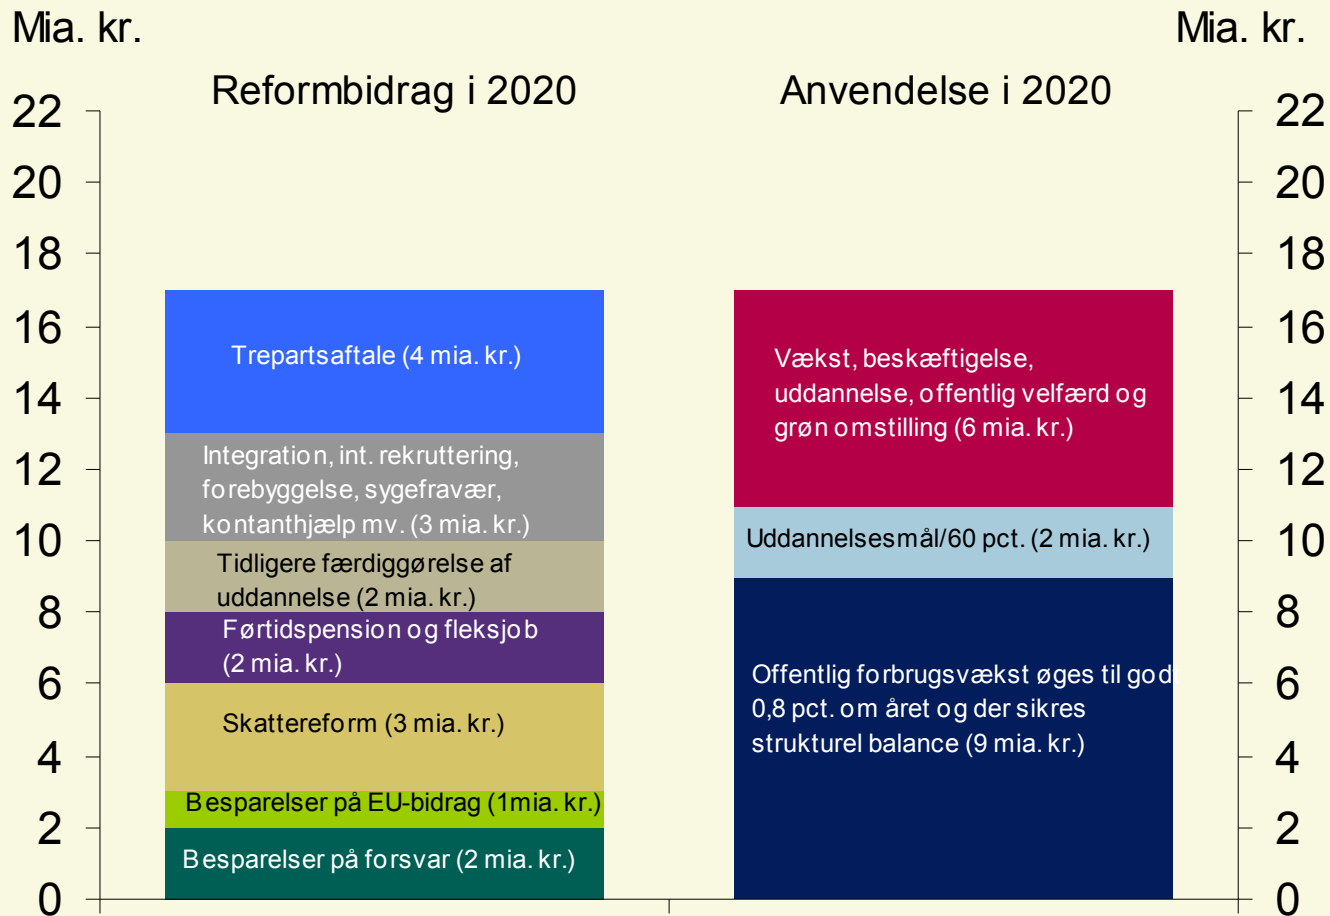 Mia. kr.
Mia. kr.
Reformbidrag i 2020
Anvendelse i 2020
22
20
18
16
14
12
10
8
6
4
2
0
Trepartsaftale (4 mia. kr.)
Integration, int. rekruttering,
forebyggelse, sygefravær,
kontanthjælp mv. (3 mia. kr.)
Tidligere færdiggørelse af
uddannelse (2 mia. kr.)
Førtidspension og fleksjob
(2 mia. kr.)
Skattereform (3 mia. kr.)
Besparelser på EU-bidrag (1mia. kr.)
Besparelser på forsvar (2 mia. kr.)
Vækst, beskæftigelse,
uddannelse, offentlig velfærd og
grøn omstilling (6 mia. kr.)
Uddannelsesmål/60 pct. (2 mia. kr.)
Offentlig forbrugsvækst øges til godt
0,8 pct. om året og der sikres
strukturel balance (9 mia. kr.)
22
20
18
16
14
12
10
8
6
4
2
0